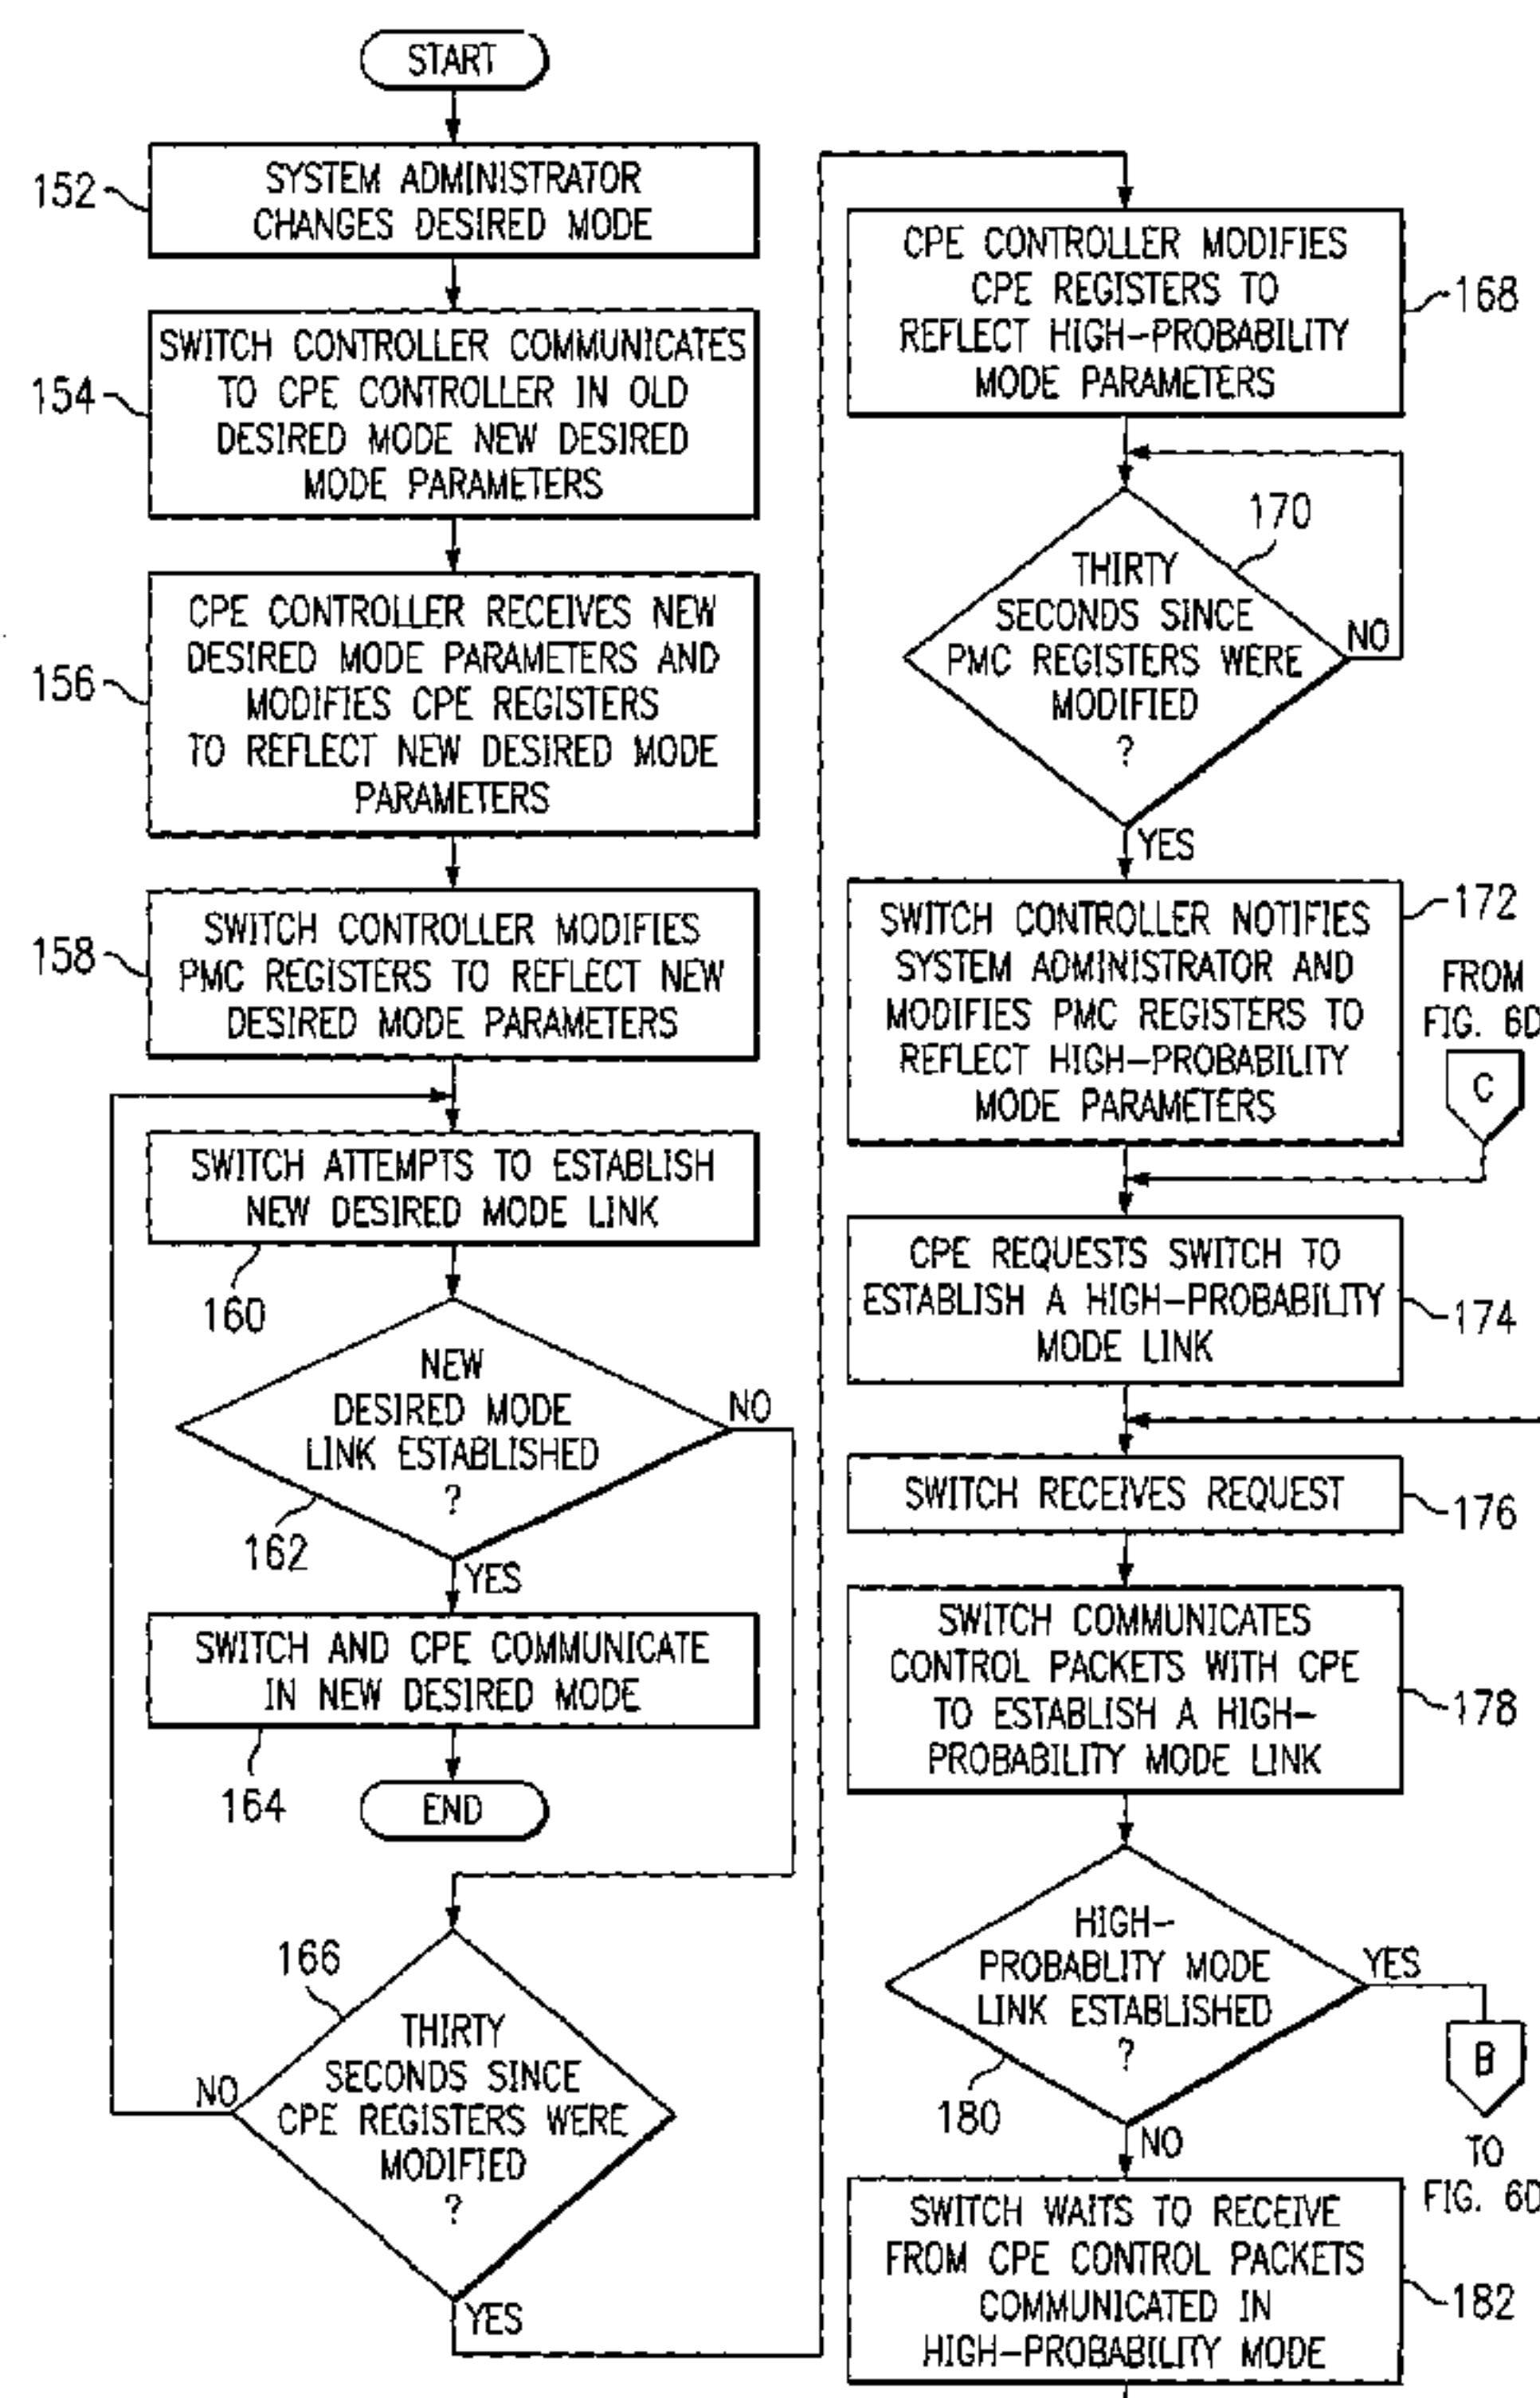 START
152
SYSTEM ADMINISTRATOR
CHANGES DESIRED MODE
154
SWITCH CONTROLLER COMMUNICATES
TO CPE CONTROLLER IN OLD
DESIRED MODE NEW DESIRED
MODE PARAMETERS
156
CPE CONTROLLER RECEIVES NEW
DESIRED MODE PARAMETERS AND
MODIFIES CPE REGISTERS
TO REFLECT NEW DESIRED MODE
PARAMETERS
158
SWITCH CONTROLLER MODIFIES
PMC REGISTERS TO REFLECT NEW
DESIRED MODE PARAMETERS
SWITCH ATTEMPTS TO ESTABLISH
NEW DESIRED MODE LINK
160
NEW
DESIRED MODE
LINK ESTABLISHED
?
NO
162
YES
SWITCH AND CPE COMMUNICATE
IN NEW DESIRED MODE
164
END
166
THIRTY
SECONDS SINCE
CPE REGISTERS WERE
MODIFIED
?
NO
YES
CPE CONTROLLER MODIFIES
CPE REGISTERS TO
REFLECT HIGH-PROBABILITY
MODE PARAMETERS
168
170
THIRTY
SECONDS SINCE
PMC REGISTERS WERE
MODIFIED
?
NO
YES
SWITCH CONTROLLER NOTIFIES
SYSTEM ADMINISTRATOR AND
MODIFIES PMC REGISTERS TO
REFLECT HIGH-PROBABILITY
MODE PARAMETERS
172
FROM
FIG. 6D
C
CPE REQUESTS SWITCH TO
ESTABLISH A HIGH-PROBABILITY
MODE LINK
174
SWITCH RECEIVES REQUEST
176
SWITCH COMMUNICATES
CONTROL PACKETS WITH CPE
TO ESTABLISH A HIGH-
PROBABILITY MODE LINK
178
HIGH-
PROBABLITY MODE
LINK ESTABLISHED
?
YES
180
NO
B
TO
FIG. 6D
SWITCH WAITS TO RECEIVE
FROM CPE CONTROL PACKETS
COMMUNICATED IN
HIGH-PROBABILITY MODE
182